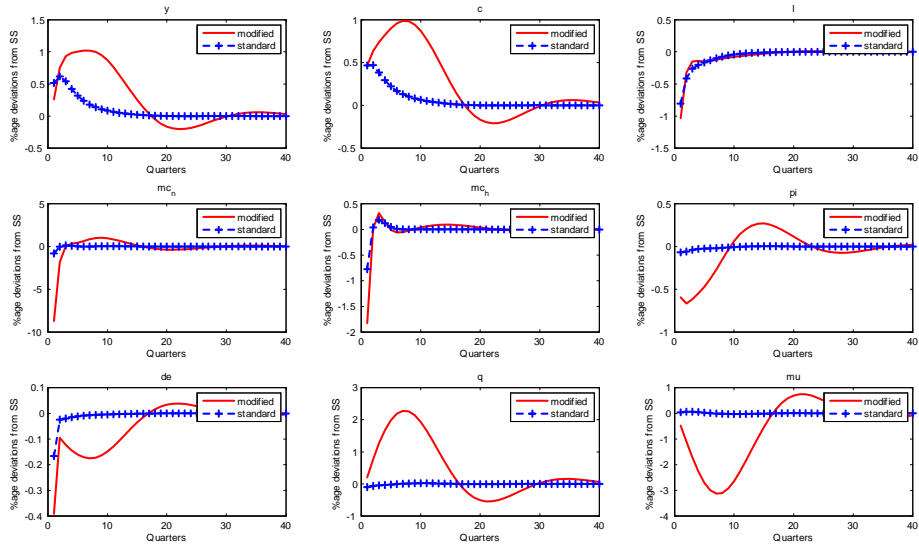 y
%age deviations from SS
1.5
1
0.5
0
-0.5
0 10 20 30 40
Quarters
modified
standard
c
%age deviations from SS
1
0.5
0
-0.5
0 10 20 30 40
Quarters
modified
standard
l
%age deviations from SS
0.5
0
-0.5
-1
-1.5
0 10 20 30 40
Quarters
modified
standard
mc_n
%age deviations from SS
5
0
-5
-10
0 10 20 30 40
Quarters
modified
standard
mc_h
%age deviations from SS
0.5
0
-0.5
-1
-1.5
-2
0 10 20 30 40
Quarters
modified
standard
pi
%age deviations from SS
0.5
0
-0.5
-1
0 10 20 30 40
Quarters
modified
standard
de
%age deviations from SS
0.1
0
-0.1
-0.2
-0.3
-0.4
0 10 20 30 40
Quarters
modified
standard
q
%age deviations from SS
3
2
1
0
-1
0 10 20 30 40
Quarters
modified
standard
mu
%age deviations from SS
1
0
-1
-2
-3
-4
0 10 20 30 40
Quarters
modified
standard